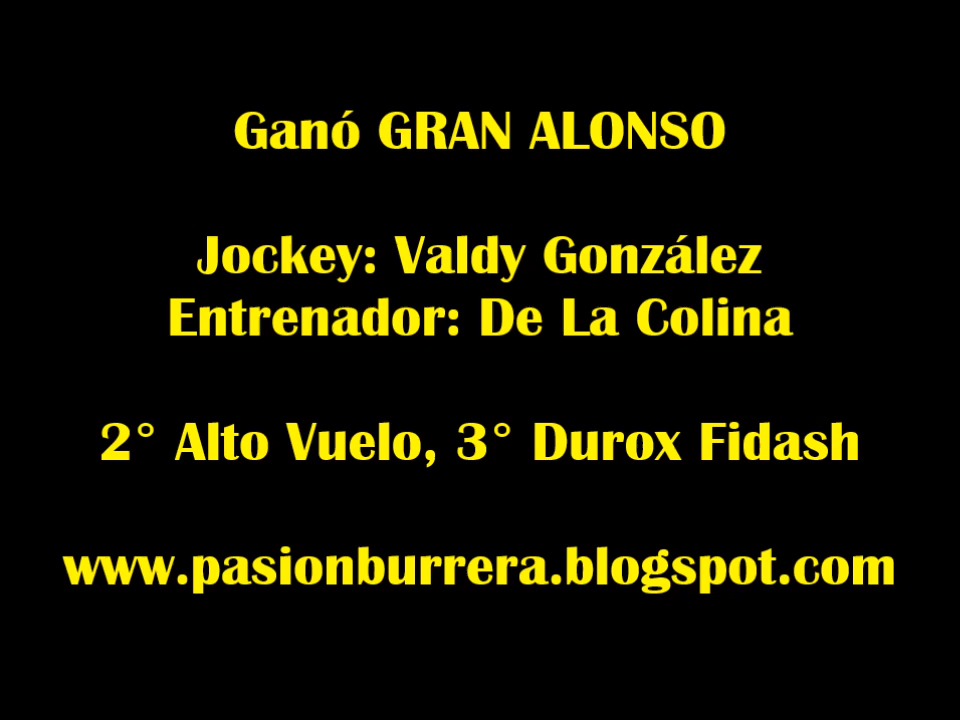 Ganó GRAN ALONSO
Jockey: Valdy González
Entrenador: De La Colina
2° Alto Vuelo, 3° Durox Fidash
www.pasionburrera.blogspot.com